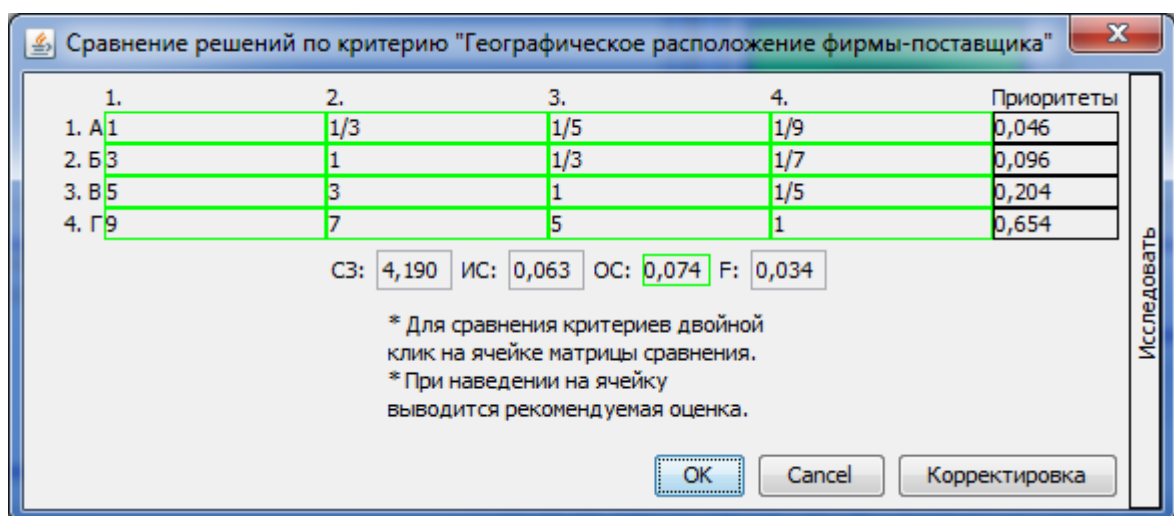 Сравнение решений по критерию "Географическое расположение фирмы-поставщика"
1. 2. 3. 4. Приоритеты
1. А 1 1/3 1/5 1/9 0,046
2. Б 3 1 1/3 1/7 0,096
3. В 5 3 1 1/5 0,204
4. Г 9 7 5 1 0,654
СЗ: 4,190 ИС: 0,063 ОС: 0,074 F: 0,034
* Для сравнения критериев двойной
клик на ячейке матрицы сравнения.
* При наведении на ячейку
выводится рекомендуемая оценка.
OK Cancel Корректировка
Исследовать